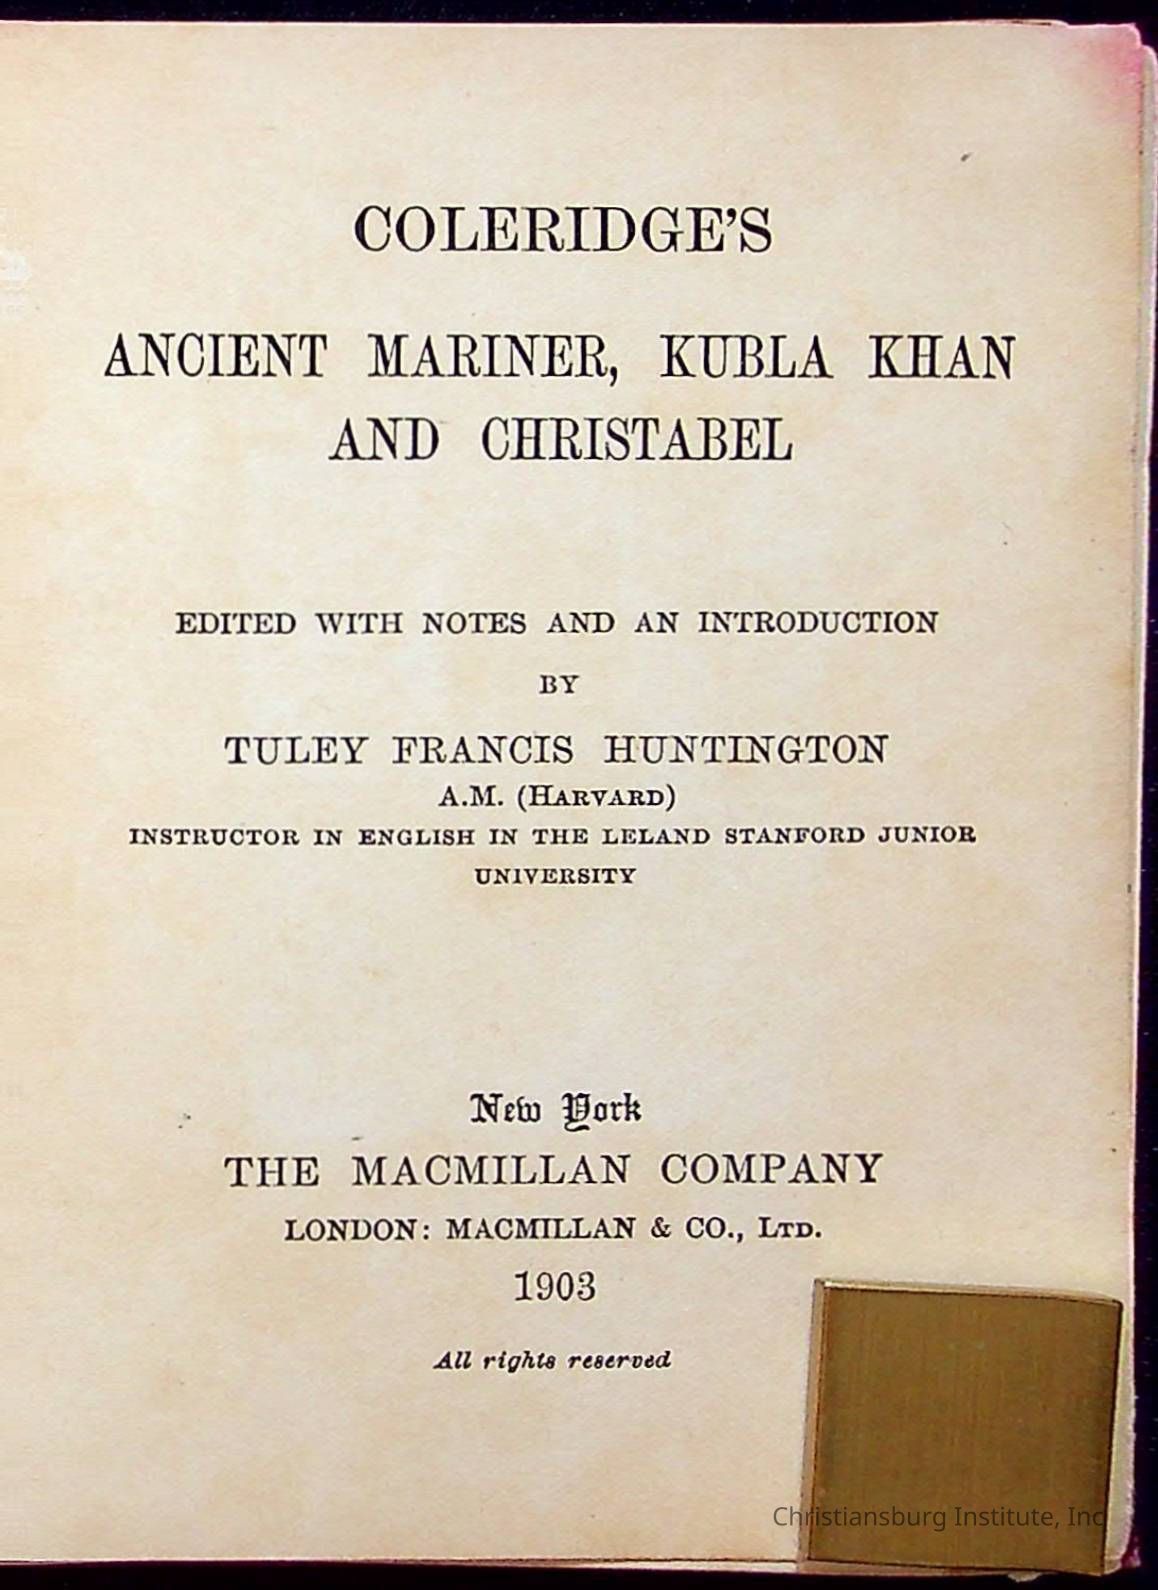 COLERIDGE'S
ANCIENT MARINER, KUBLA KHAN
AND CHRISTABEL
EDITED WITH NOTES AND AN INTRODUCTION
BY
TULEY FRANCIS HUNTINGTON
A.M. (HARVARD)
INSTRUCTOR IN ENGLISH IN THE LELAND STANFORD JUNIOR
UNIVERSITY
New York
THE MACMILLAN COMPANY
LONDON: MACMILLAN & CO., LTD.
1903
All rights reserved
Christiansburg Institute, Inc